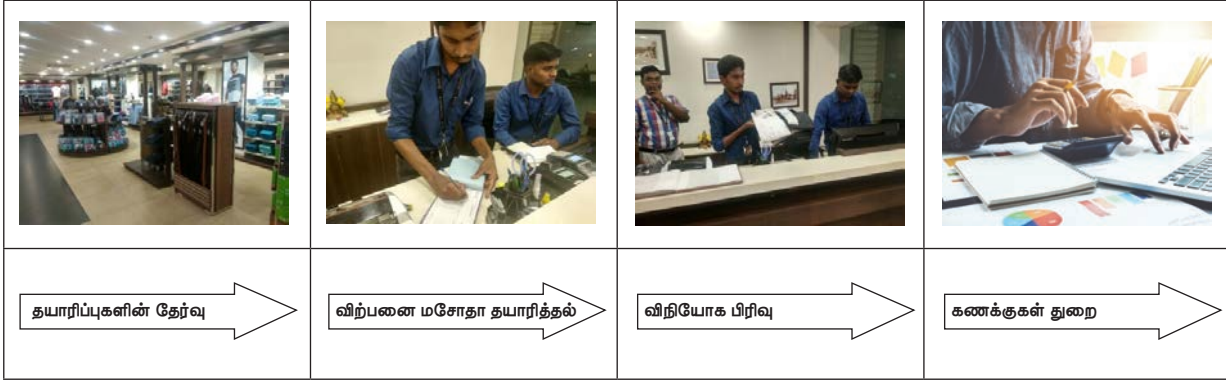 தயாரிப்புகளின் தேர்வு
விற்பனை மசோதா தயாரித்தல்
விநியோக பிரிவு
கணக்குகள் துறை